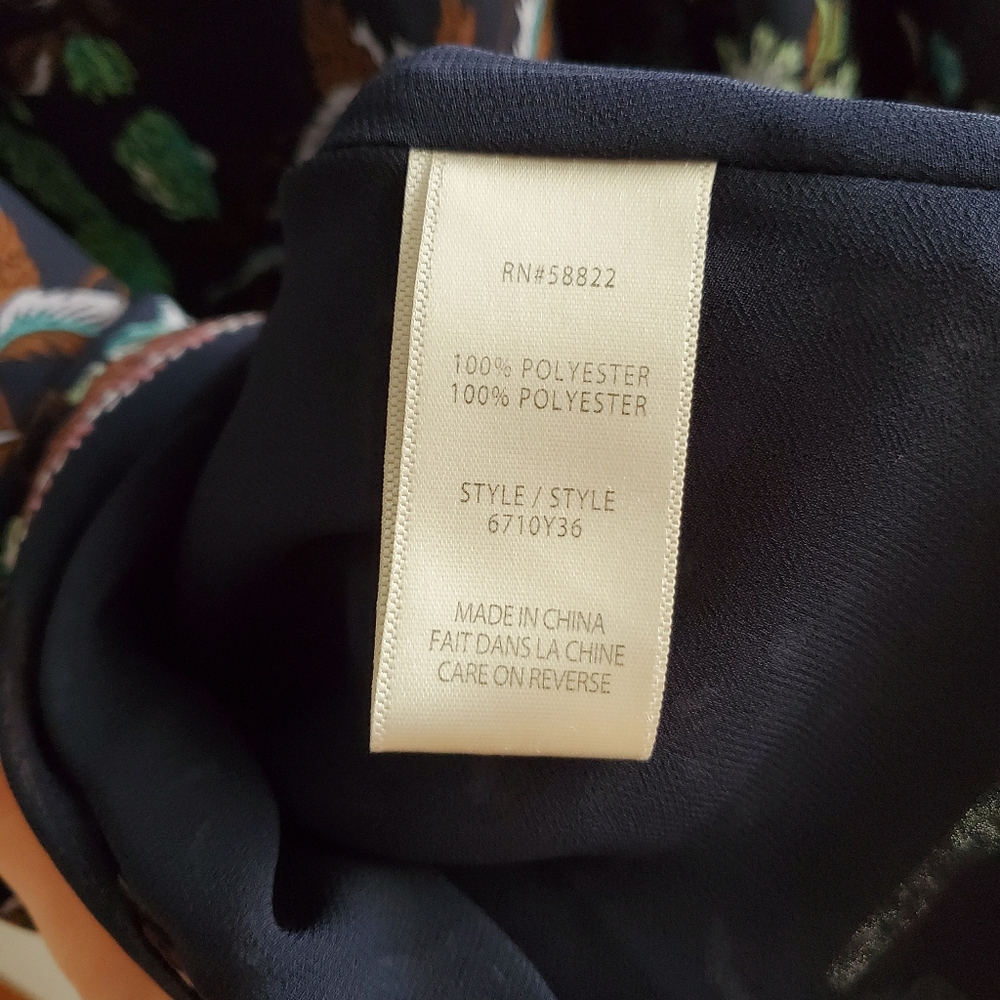 RN#58822
100% POLYESTER
100% POLYESTER
STYLE / STYLE
6710Y36
MADE IN CHINA
FAIT DANS LA CHINE
CARE ON REVERSE